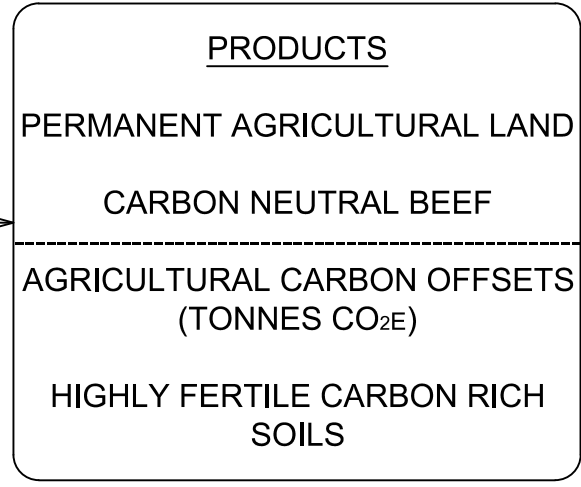 PRODUCTS
PERMANENT AGRICULTURAL LAND
CARBON NEUTRAL BEEF
AGRICULTURAL CARBON OFFSETS
(TONNES CO2E)
HIGHLY FERTILE CARBON RICH
SOILS